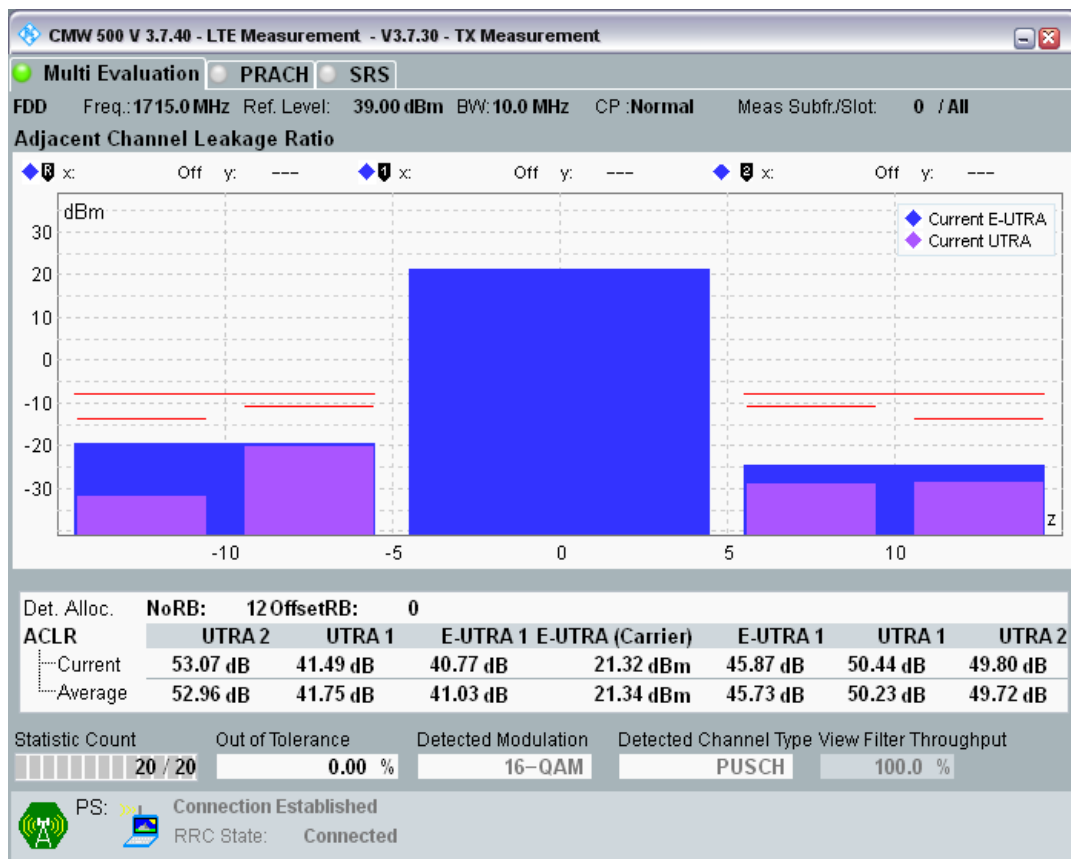 CMW 500 V 3.7.40 - LTE Measurement - V3.7.30 - TX Measurement
Multi Evaluation PRACH SRS
FDD Freq.:1715.0 MHz Ref. Level: 39.00 dBm BW:10.0 MHz CP :Normal Meas Subfr./Slot: 0 / All
Adjacent Channel Leakage Ratio
R x: Off y: --- 1 x: Off y: --- 2 x: Off y: ---
dBm
Current E-UTRA
Current UTRA
30
20
10
0
-10
-20
-30
z
-10 -5 0 5 10
Det. Alloc. NoRB: 12 OffsetRB: 0
ACLR UTRA 2 UTRA 1 E-UTRA 1 E-UTRA (Carrier) E-UTRA 1 UTRA 1 UTRA 2
Current 53.07 dB 41.49 dB 40.77 dB 21.32 dBm 45.87 dB 50.44 dB 49.80 dB
Average 52.96 dB 41.75 dB 41.03 dB 21.34 dBm 45.73 dB 50.23 dB 49.72 dB
Statistic Count Out of Tolerance Detected Modulation Detected Channel Type View Filter Throughput
20 / 20 0.00 % 16-QAM PUSCH 100.0 %
PS: Connection Established
RRC State: Connected